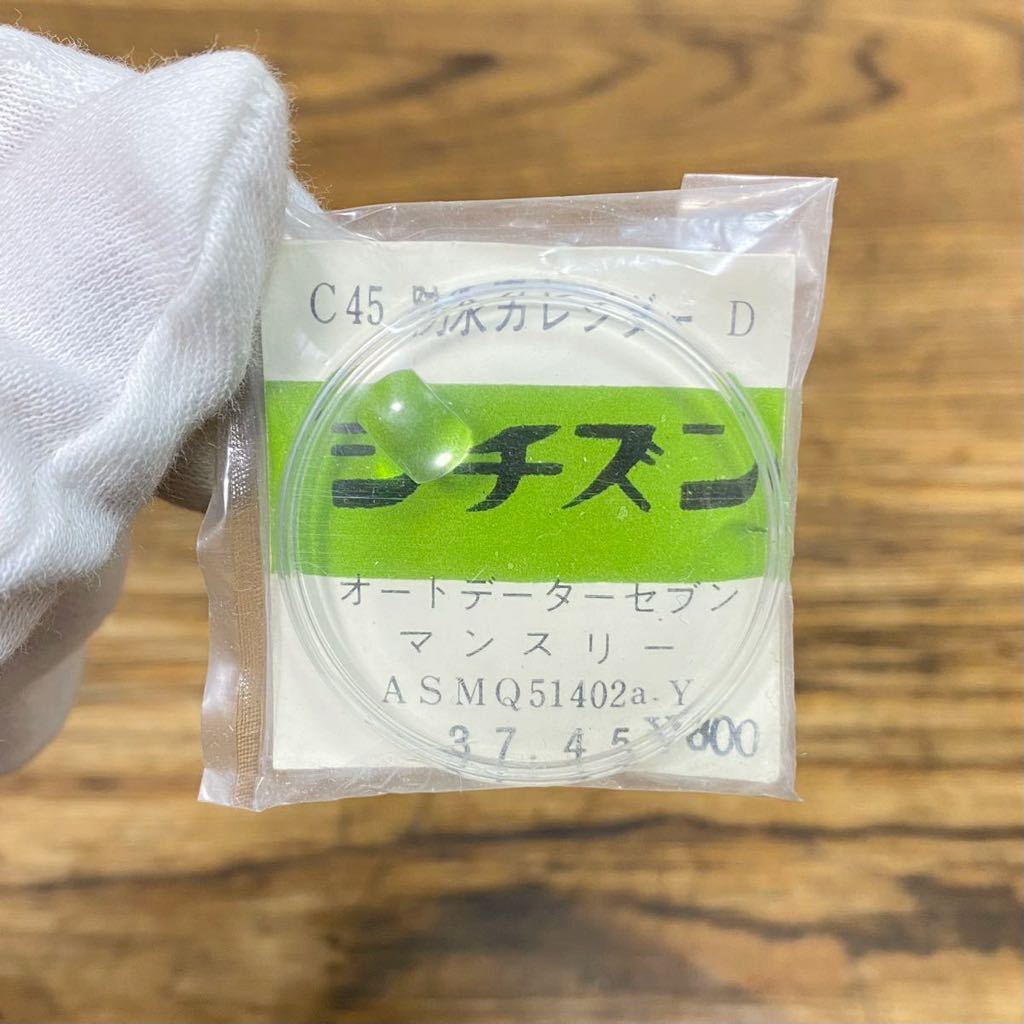 C45 防水カレンダー D
シチズン
オートデーターセブン
マンスリー
ASMQ51402a-Y
37.45 ¥800